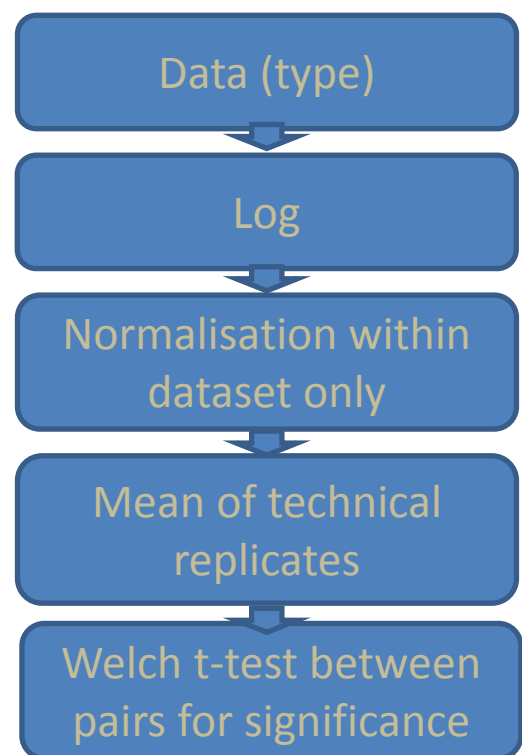 Data (type)
Log
Normalisation within
dataset only
Mean of technical
replicates
Welch t-test between
pairs for significance